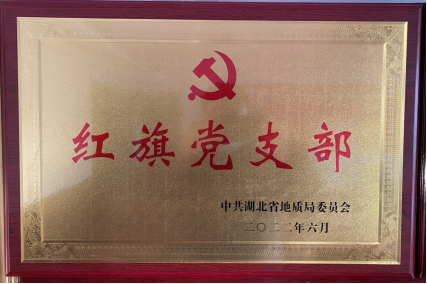 红旗党支部
中共湖北省地质局委员会
二〇二二年六月